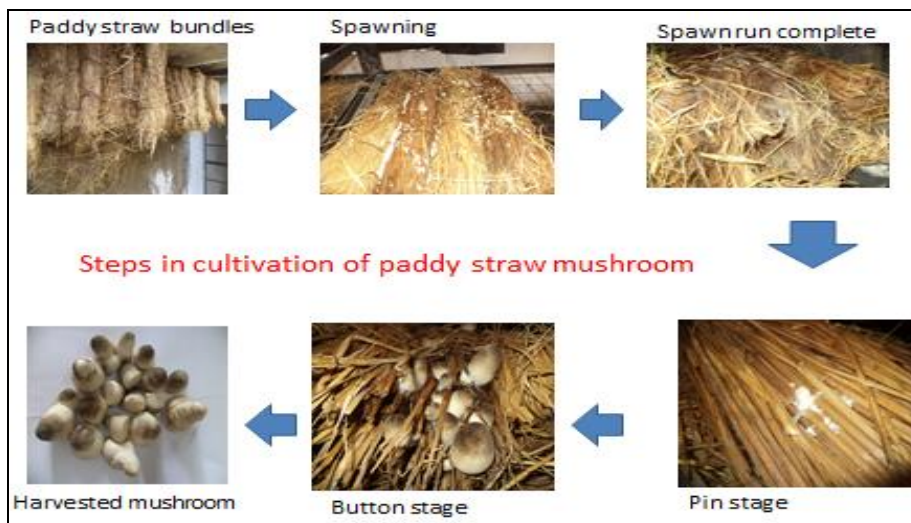 Paddy straw bundles
Spawning
Spawn run complete
Steps in cultivation of paddy straw mushroom
Harvested mushroom
Button stage
Pin stage